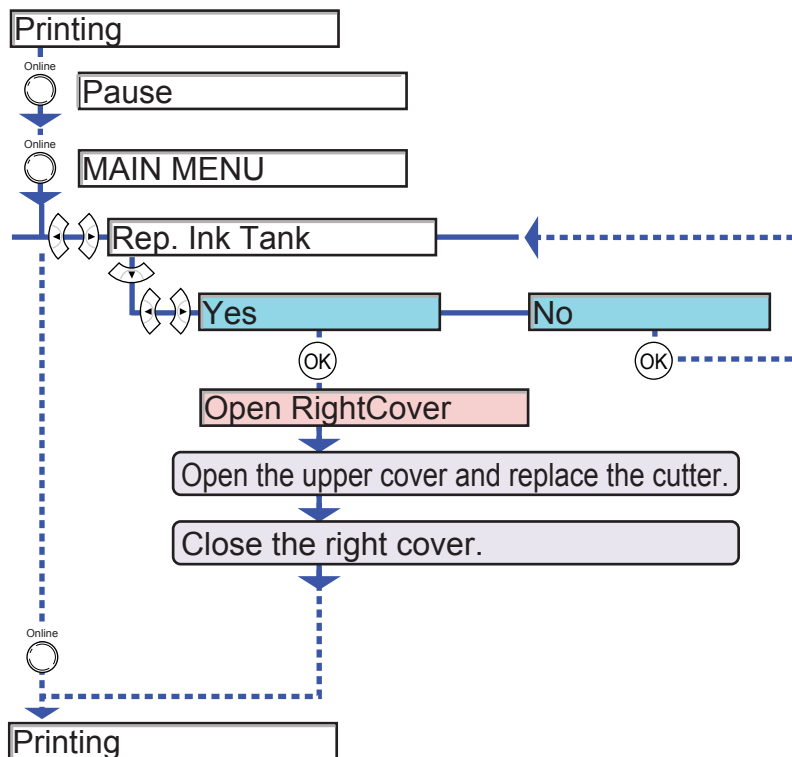 Printing
Online
Pause
Online
MAIN MENU
Rep. Ink Tank
Yes
No
OK
OK
Open RightCover
Open the upper cover and replace the cutter.
Close the right cover.
Online
Printing